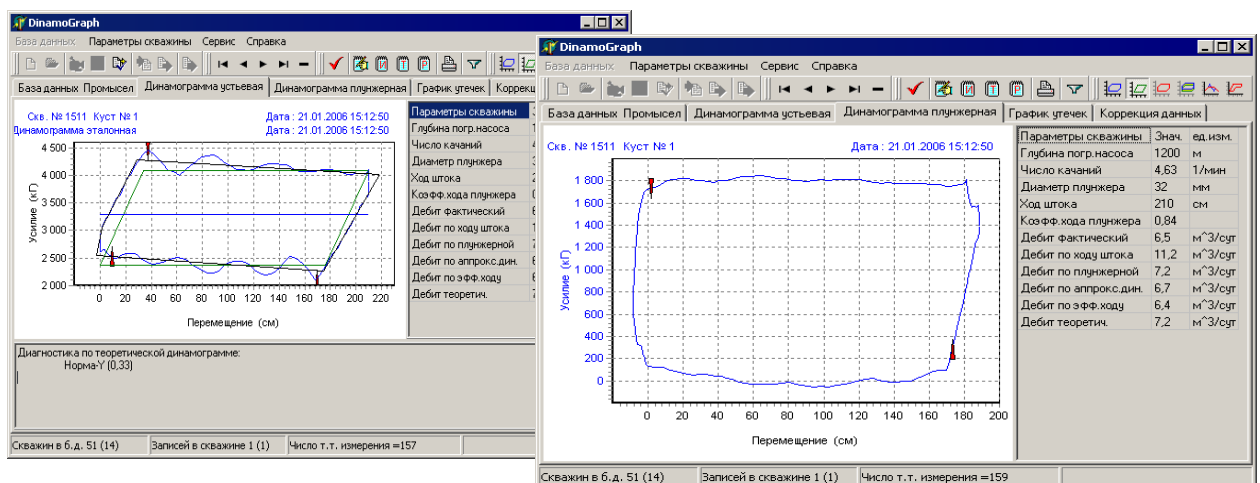 DinamoGraph
База данных Параметры скважины Сервис Справка
База данных Промысел Динамограмма устьевая Динамограмма плунжерная График утечек
Скв. № 1511 Куст № 1 Дата : 21.01.2006 15:12:50
Динамограмма эталонная
Усилие (кГ)
4 500
4 000
3 500
3 000
2 500
2 000
0 20 40 60 80 100 120 140 160 180 200 220
Перемещение (см)
Параметры скважины
Глубина погр.насоса
Число качаний
Диаметр плунжера
Ход штока
Коэфф.хода плунжера
Дебит фактический
Дебит по ходу штока
Дебит по плунжерной
Дебит по аппрокс.дин.
Дебит по эфф.ходу
Дебит теоретич.
Диагностика по теоретической динамограмме:
Норма-Y (0,33)
Скважин в б.д. 51 (14) Записей в скважине 1 (1) Число т.т. измерения =157
DinamoGraph
База данных Параметры скважины Сервис Справка
База данных Промысел Динамограмма устьевая Динамограмма плунжерная График утечек Коррекция данных
Скв. № 1511 Куст № 1 Дата : 21.01.2006 15:12:50
Усилие (кГ)
1 800
1 600
1 400
1 200
1 000
800
600
400
200
0
0 20 40 60 80 100 120 140 160 180 200
Перемещение (см)
Параметры скважины Знач. ед.изм.
Глубина погр.насоса 1200 м
Число качаний 4,63 1/мин
Диаметр плунжера 32 мм
Ход штока 210 см
Коэфф.хода плунжера 0,84
Дебит фактический 6,5 м^3/сут
Дебит по ходу штока 11,2 м^3/сут
Дебит по плунжерной 7,2 м^3/сут
Дебит по аппрокс.дин. 6,7 м^3/сут
Дебит по эфф.ходу 6,4 м^3/сут
Дебит теоретич. 7,2 м^3/сут
Скважин в б.д. 51 (14) Записей в скважине 1 (1) Число т.т. измерения =159